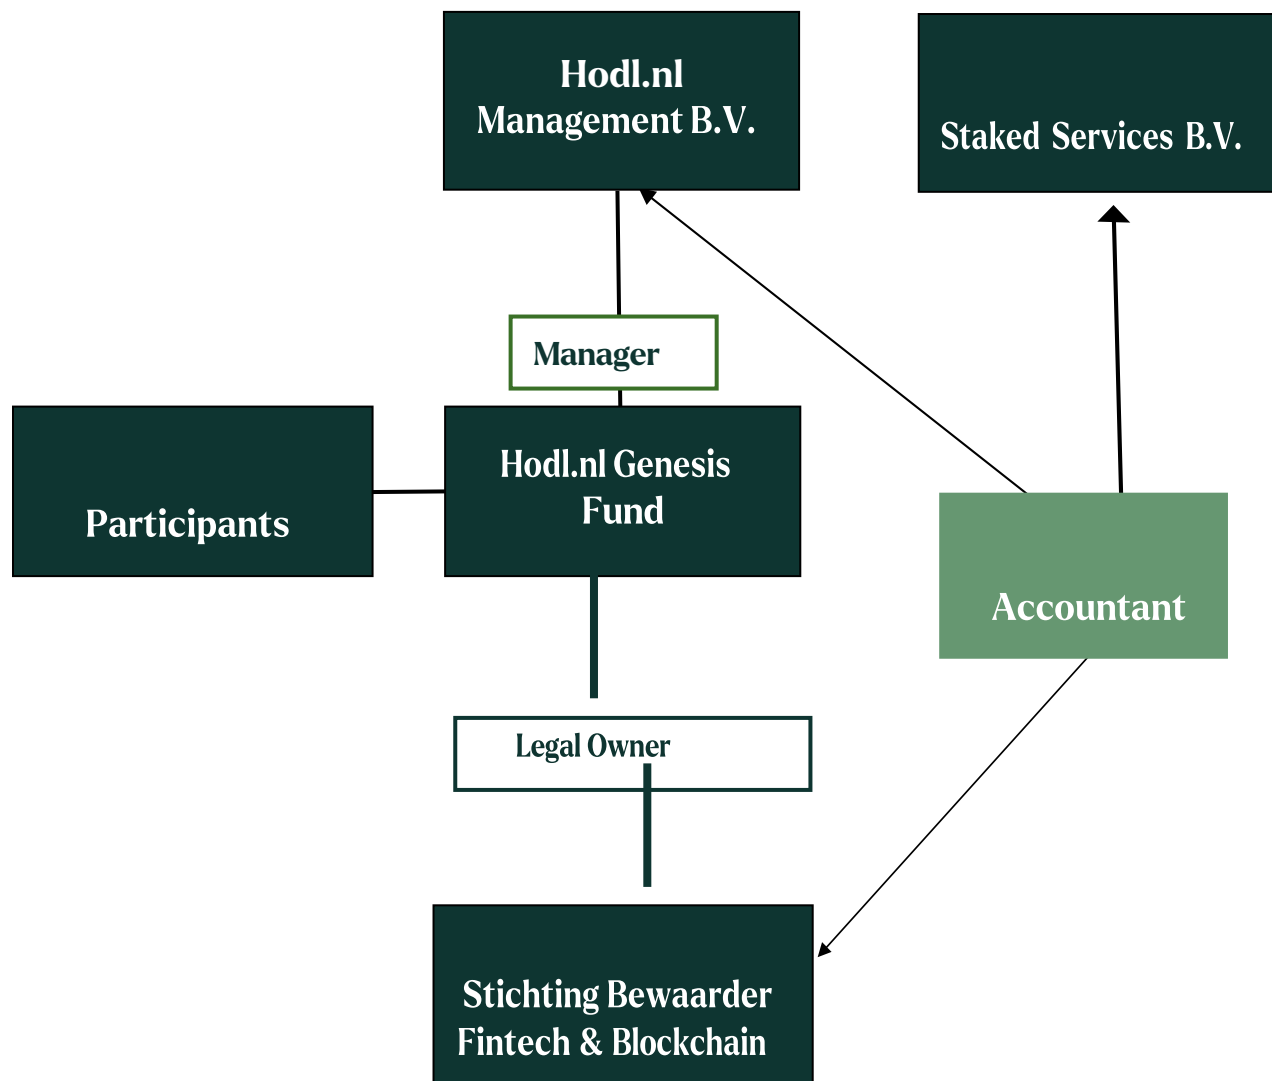 Hodl.nl
Management B.V.
Staked Services B.V.
Manager
Hodl.nl Genesis
Fund
Participants
Accountant
Legal Owner
Stichting Bewaarder
Fintech & Blockchain